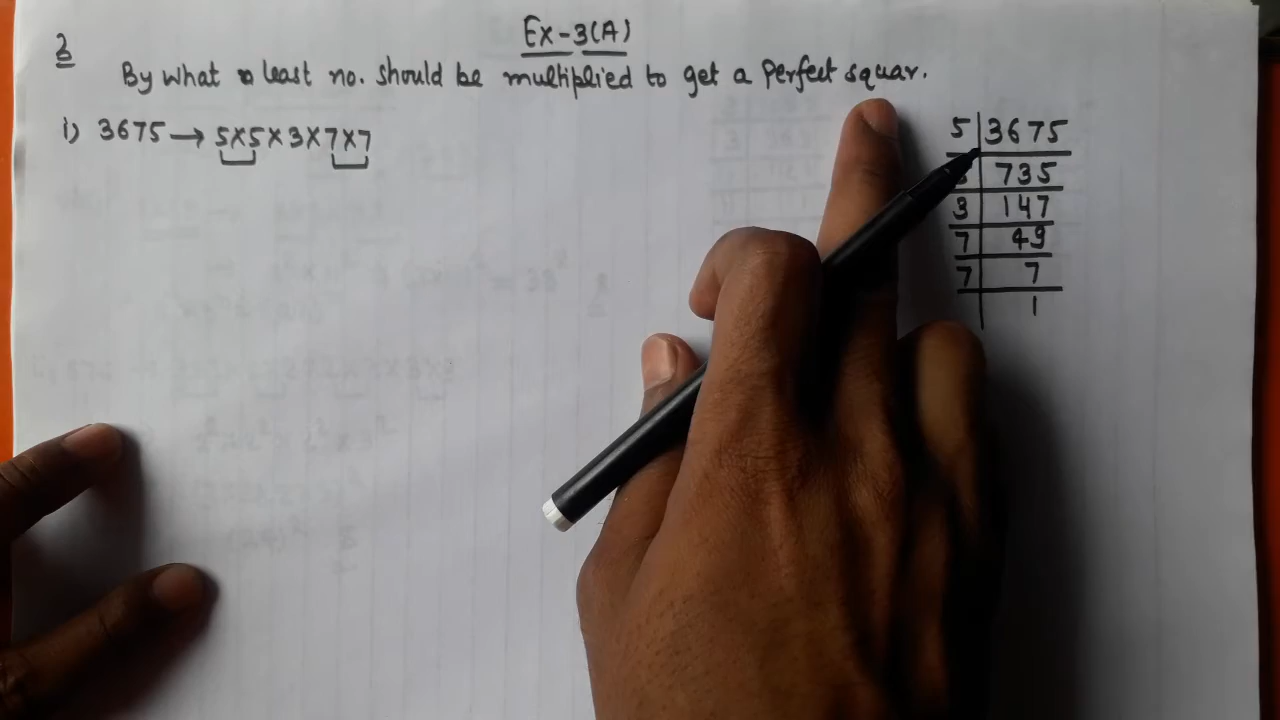 Ex-3(A)
3
By what least no. should be multiplied to get a perfect squar.
i) 3675 → 5×5×3×7×7
5 | 3675
735
3 | 147
7 | 49
7 | 7
1